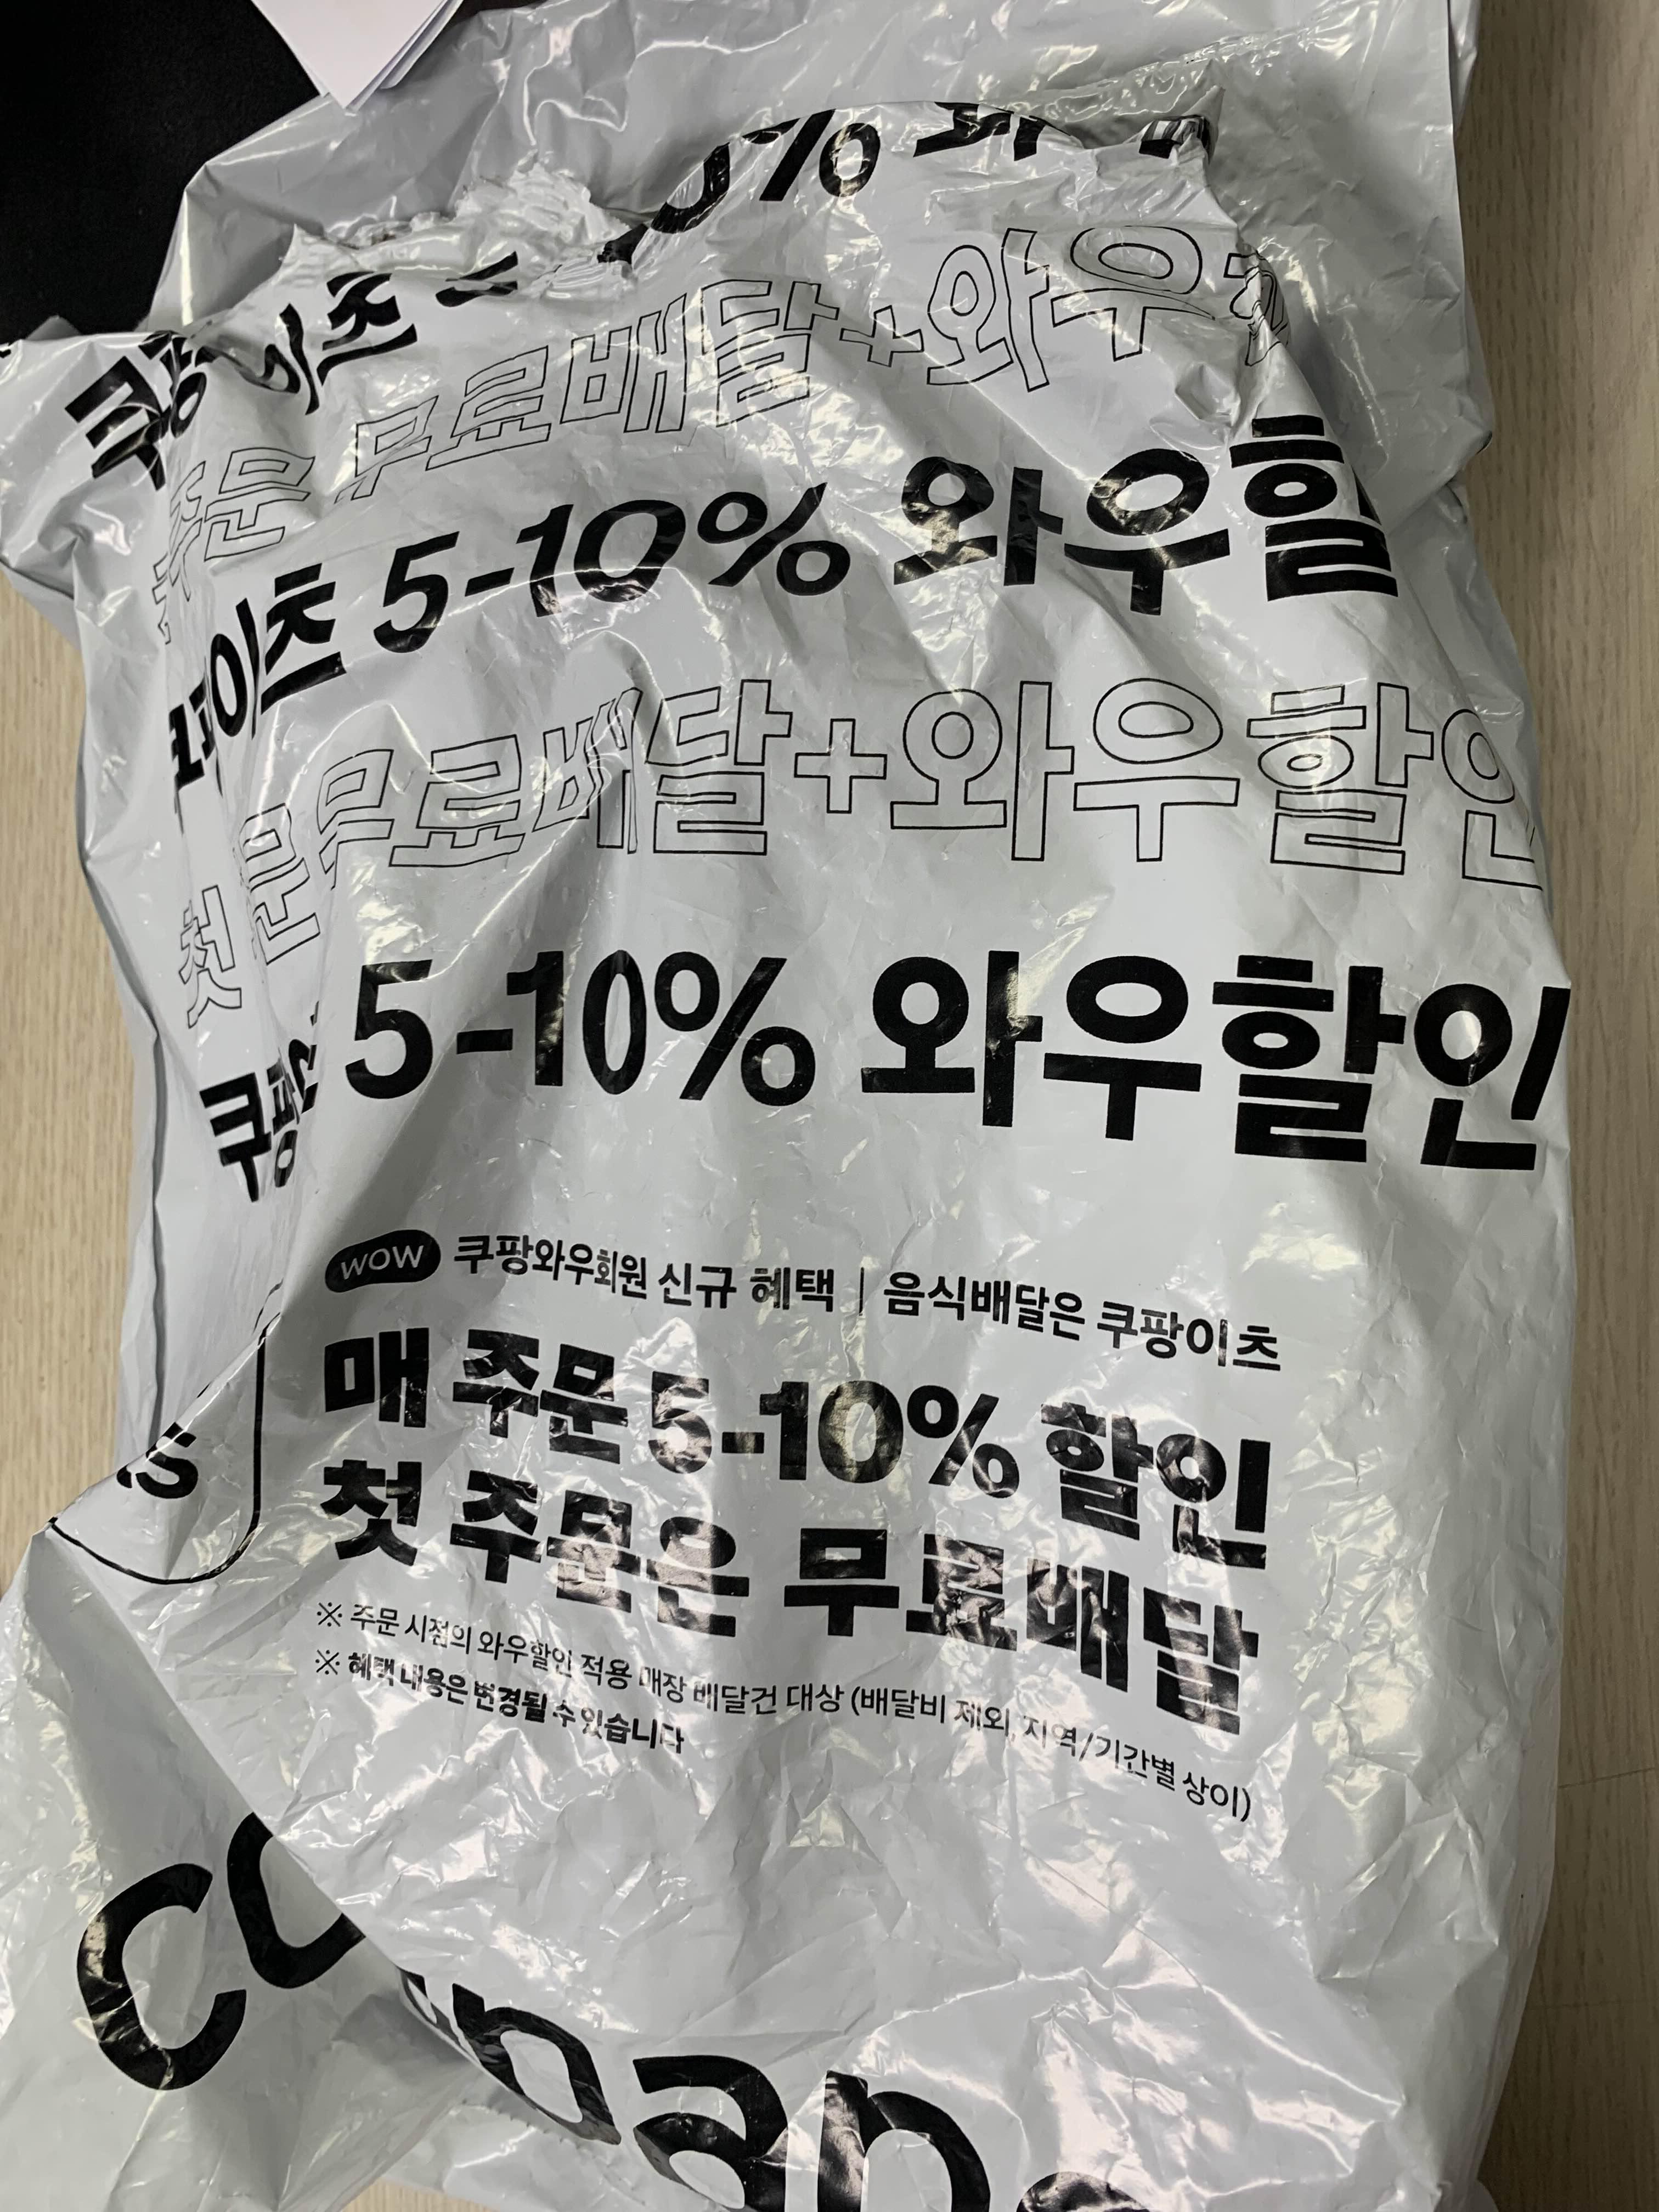 쿠팡이츠 5-10% 와우할
첫주문 무료배달+와우할
쿠팡이츠 5-10% 와우할
첫주문 무료배달+와우할인
쿠팡이 5-10% 와우할인
wow 쿠팡와우회원 신규 혜택 | 음식배달은 쿠팡이츠
매 주문 5-10% 할인
첫 주문은 무료배달
※ 주문 시점의 와우할인 적용 매장 배달건 대상 (배달비 제외, 지역/기간별 상이)
※ 혜택 내용은 변경될 수 있습니다
coupang